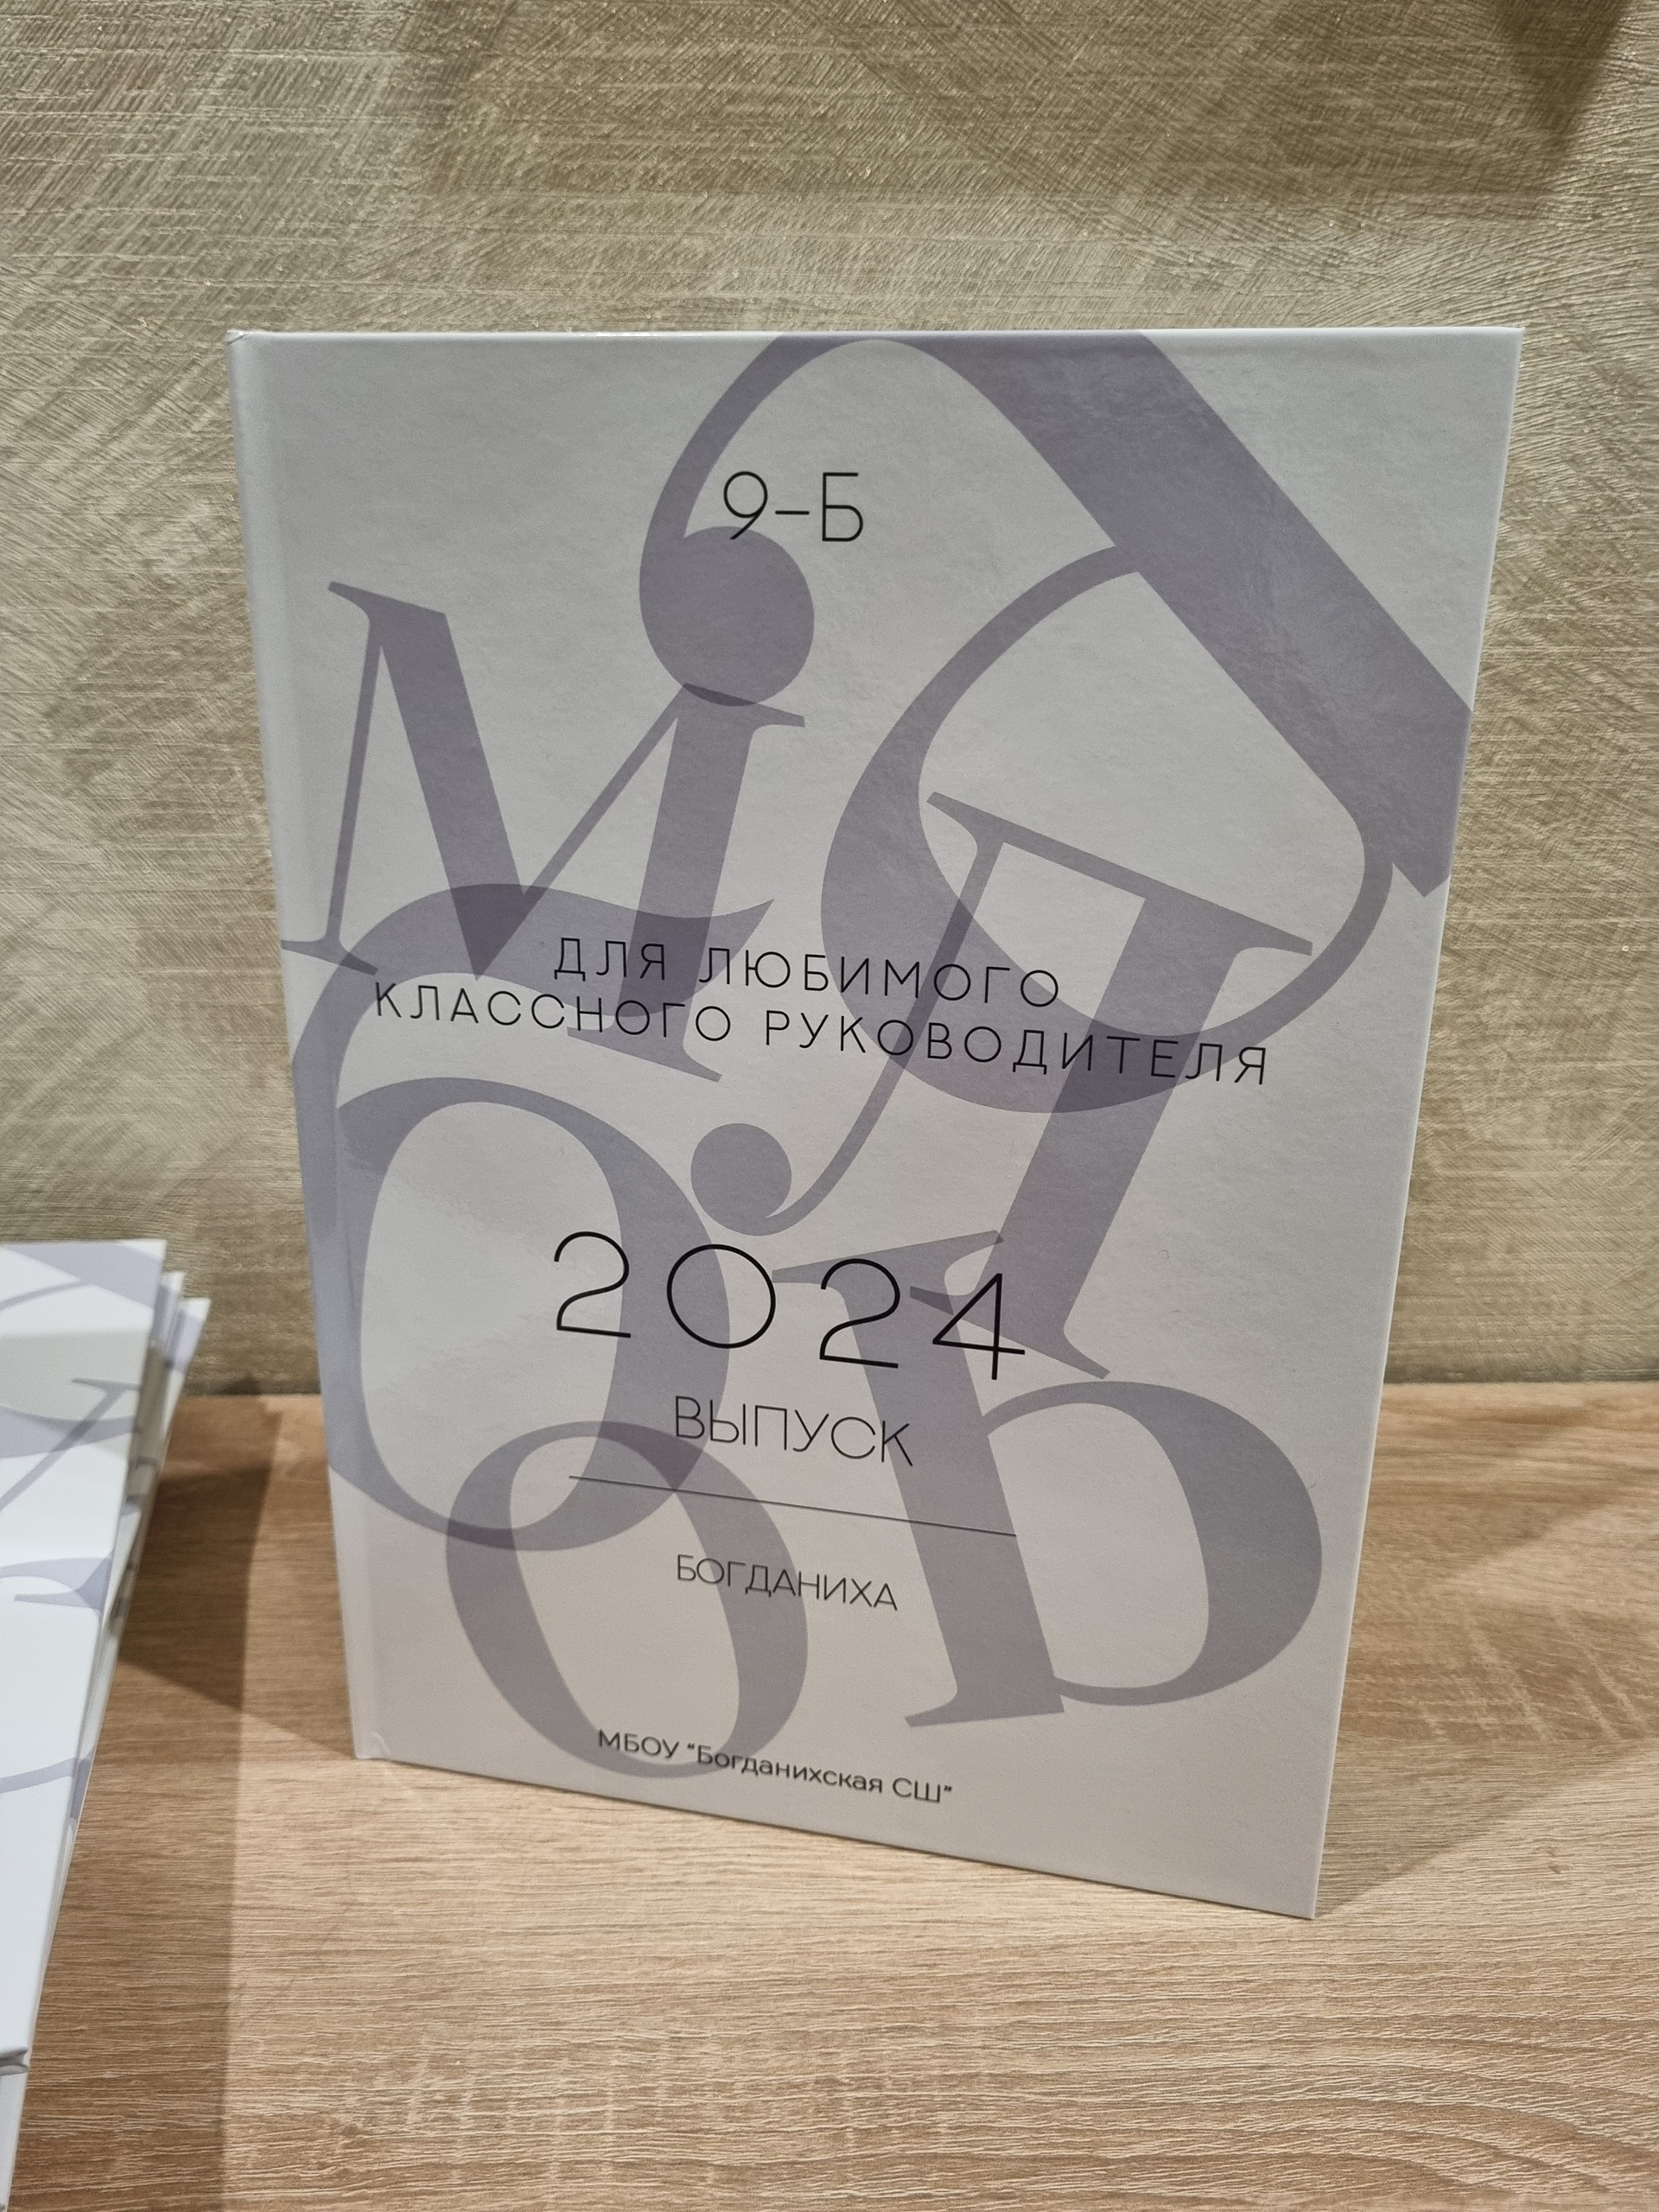 9-Б
ДЛЯ ЛЮБИМОГО
КЛАССНОГО РУКОВОДИТЕЛЯ
2024
ВЫПУСК
БОГДАНИХА
МБОУ "Богданихская СШ"